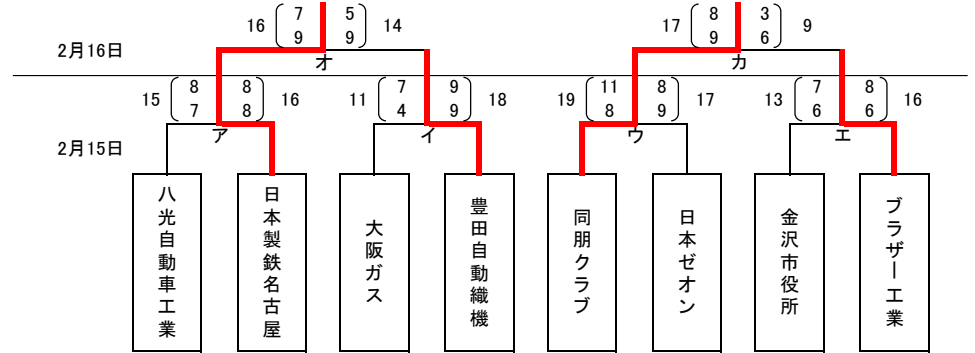 16 7 5 14 17 8 3 9
9 9 9 6
2月16日
オ カ
15 8 8 16 11 7 9 18 19 11 8 17 13 7 8 16
7 8 4 9 8 9 6 6
ア イ ウ エ
2月15日
八光自動車工業
日本製鉄名古屋
大阪ガス
豊田自動織機
同朋クラブ
日本ゼオン
金沢市役所
ブラザー工業